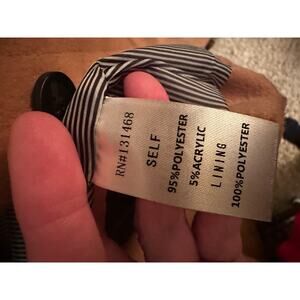 RN#131468
SELF
95%POLYESTER
5%ACRYLIC
LINING
100%POLYESTER